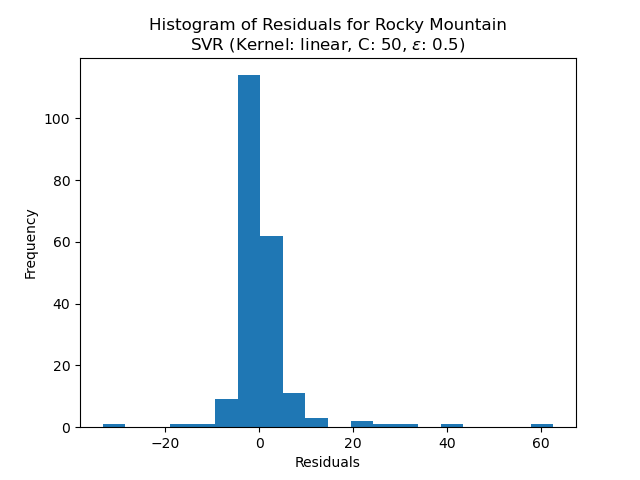 Histogram of Residuals for Rocky Mountain
SVR (Kernel: linear, C: 50, ε: 0.5)
100
80
60
40
20
0
Frequency
−20
0
20
40
60
Residuals